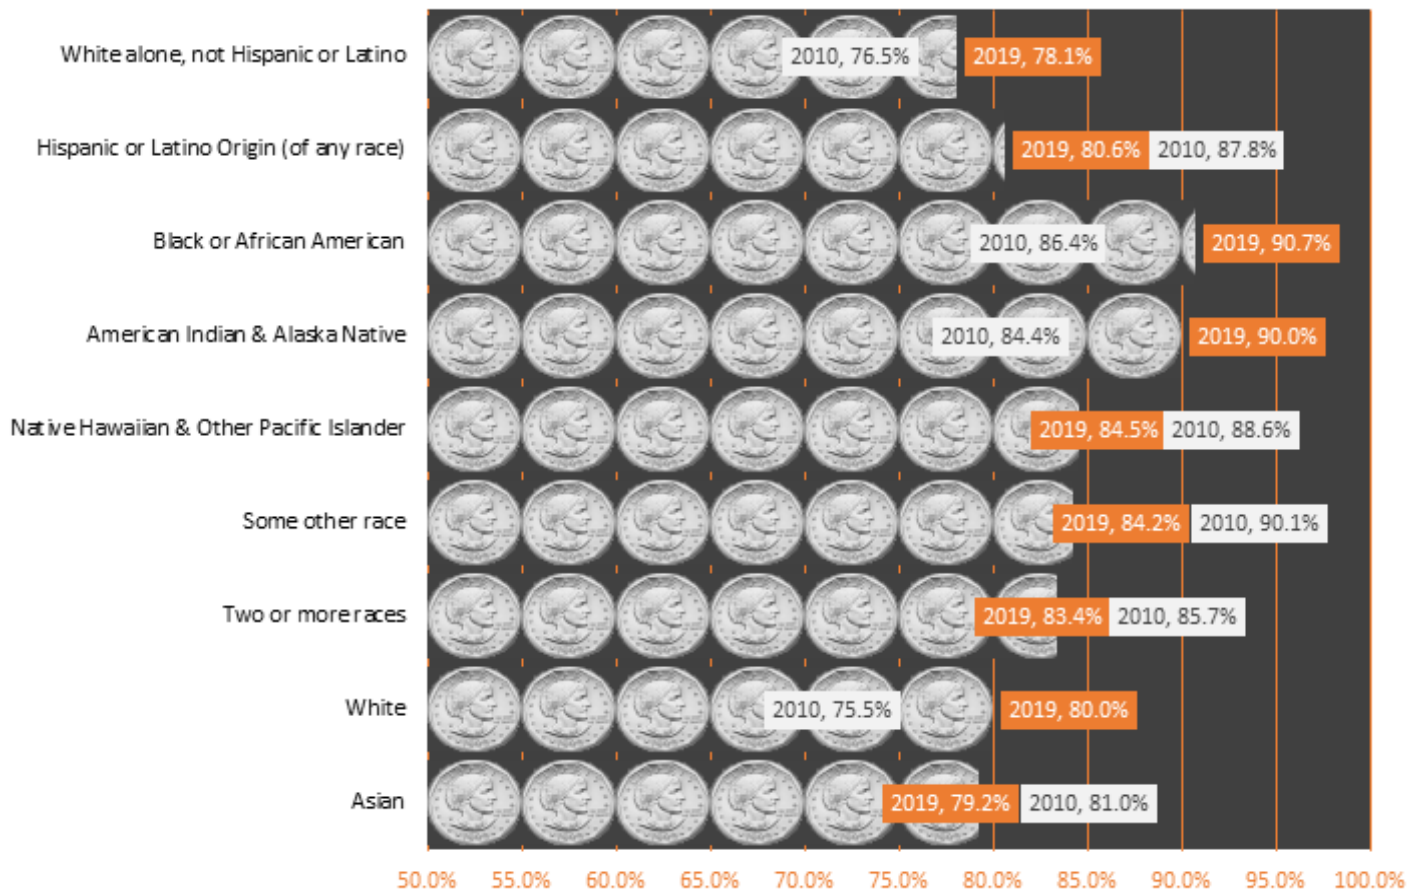 White alone, not Hispanic or Latino 2010, 76.5% 2019, 78.1%
Hispanic or Latino Origin (of any race) 2019, 80.6% 2010, 87.8%
Black or African American 2010, 86.4% 2019, 90.7%
American Indian & Alaska Native 2010, 84.4% 2019, 90.0%
Native Hawaiian & Other Pacific Islander 2019, 84.5% 2010, 88.6%
Some other race 2019, 84.2% 2010, 90.1%
Two or more races 2019, 83.4% 2010, 85.7%
White 2010, 75.5% 2019, 80.0%
Asian 2019, 79.2% 2010, 81.0%
50.0% 55.0% 60.0% 65.0% 70.0% 75.0% 80.0% 85.0% 90.0% 95.0% 100.0%